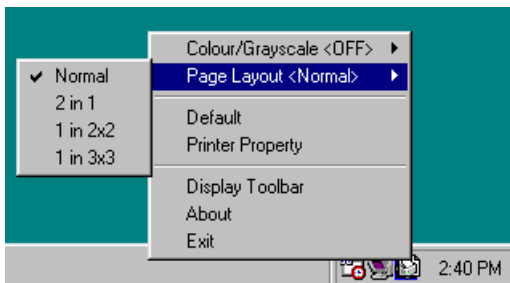 Colour/Grayscale <OFF>
Page Layout <Normal>
Normal
2 in 1
1 in 2x2
1 in 3x3
Default
Printer Property
Display Toolbar
About
Exit
2:40 PM